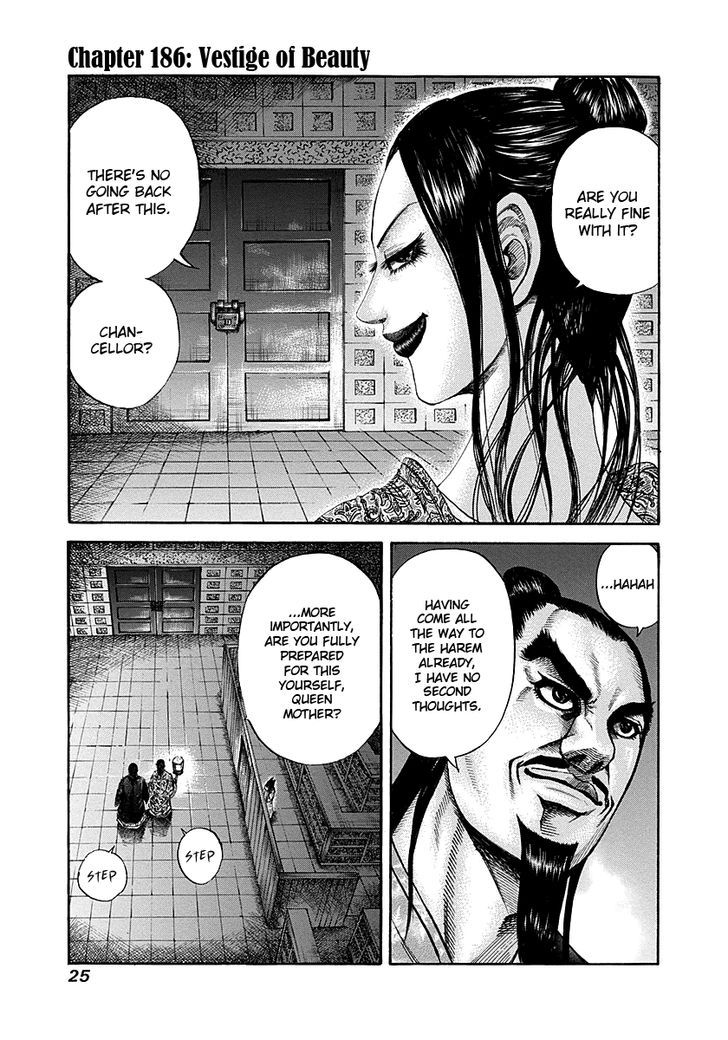 Chapter 186: Vestige of Beauty
ARE YOU
REALLY FINE
WITH IT?
THERE'S NO
GOING BACK
AFTER THIS.
CHAN-
CELLOR?
...HAHAH
HAVING
COME ALL
THE WAY TO
THE HAREM
ALREADY,
I HAVE NO
SECOND
THOUGHTS.
...MORE
IMPORTANTLY,
ARE YOU FULLY
PREPARED
FOR THIS
YOURSELF,
QUEEN
MOTHER?
STEP
STEP
25